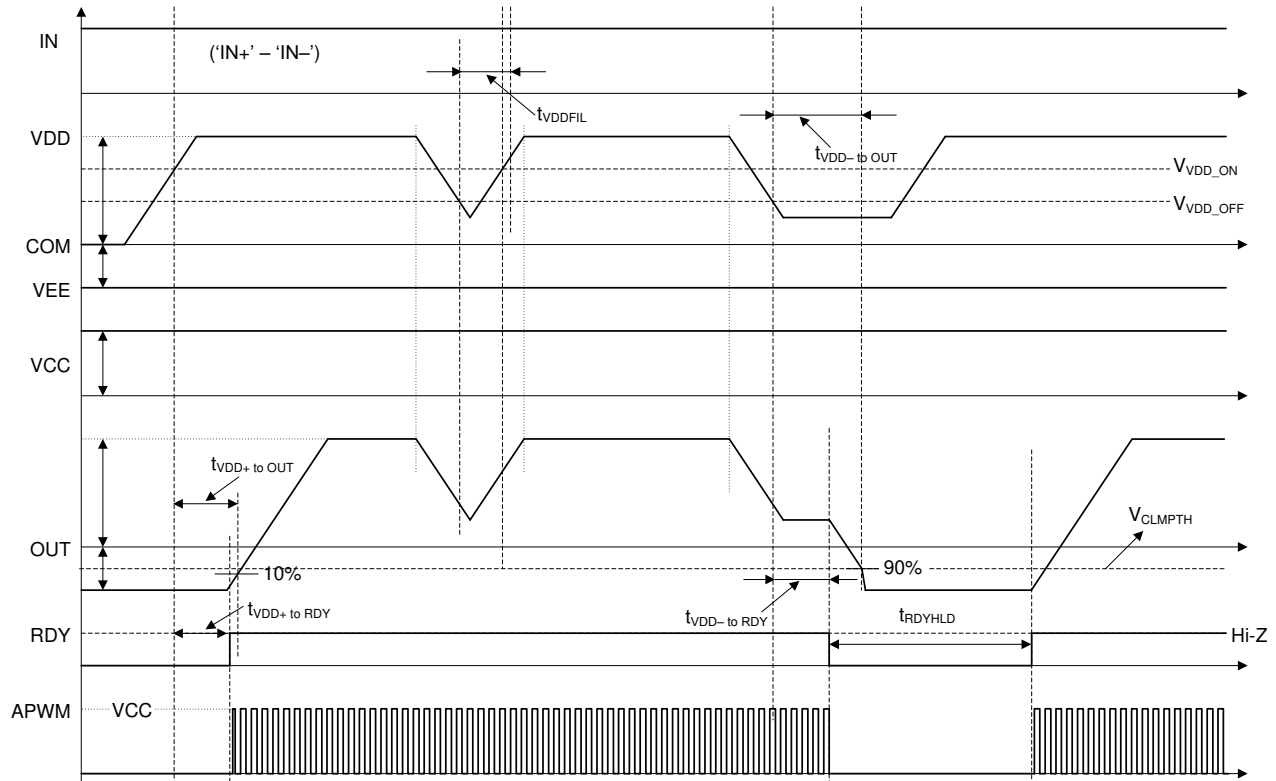 IN
('IN+' – 'IN–')
tVDDFIL
VDD
tVDD– to OUT
VVDD_ON
VVDD_OFF
COM
VEE
VCC
tVDD+ to OUT
VCLMPTH
OUT
10%
90%
tVDD+ to RDY
tVDD– to RDY
tRDYHLD
RDY
Hi-Z
APWM
VCC